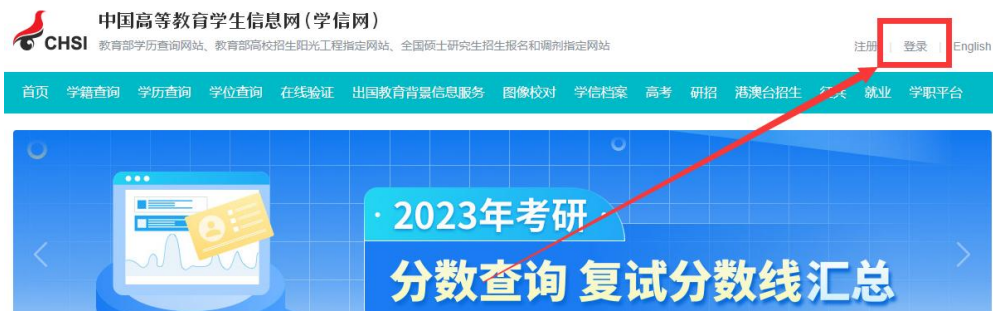 中国高等教育学生信息网(学信网)
CHSI 教育部学历查询网站、教育部高校招生阳光工程指定网站、全国硕士研究生招生报名和调剂指定网站
注册 | 登录 | English
首页 学籍查询 学历查询 学位查询 在线验证 出国教育背景信息服务 图像校对 学信档案 高考 研招 港澳台招生 征兵 就业 学职平台
·2023年考研·
分数查询 复试分数线汇总